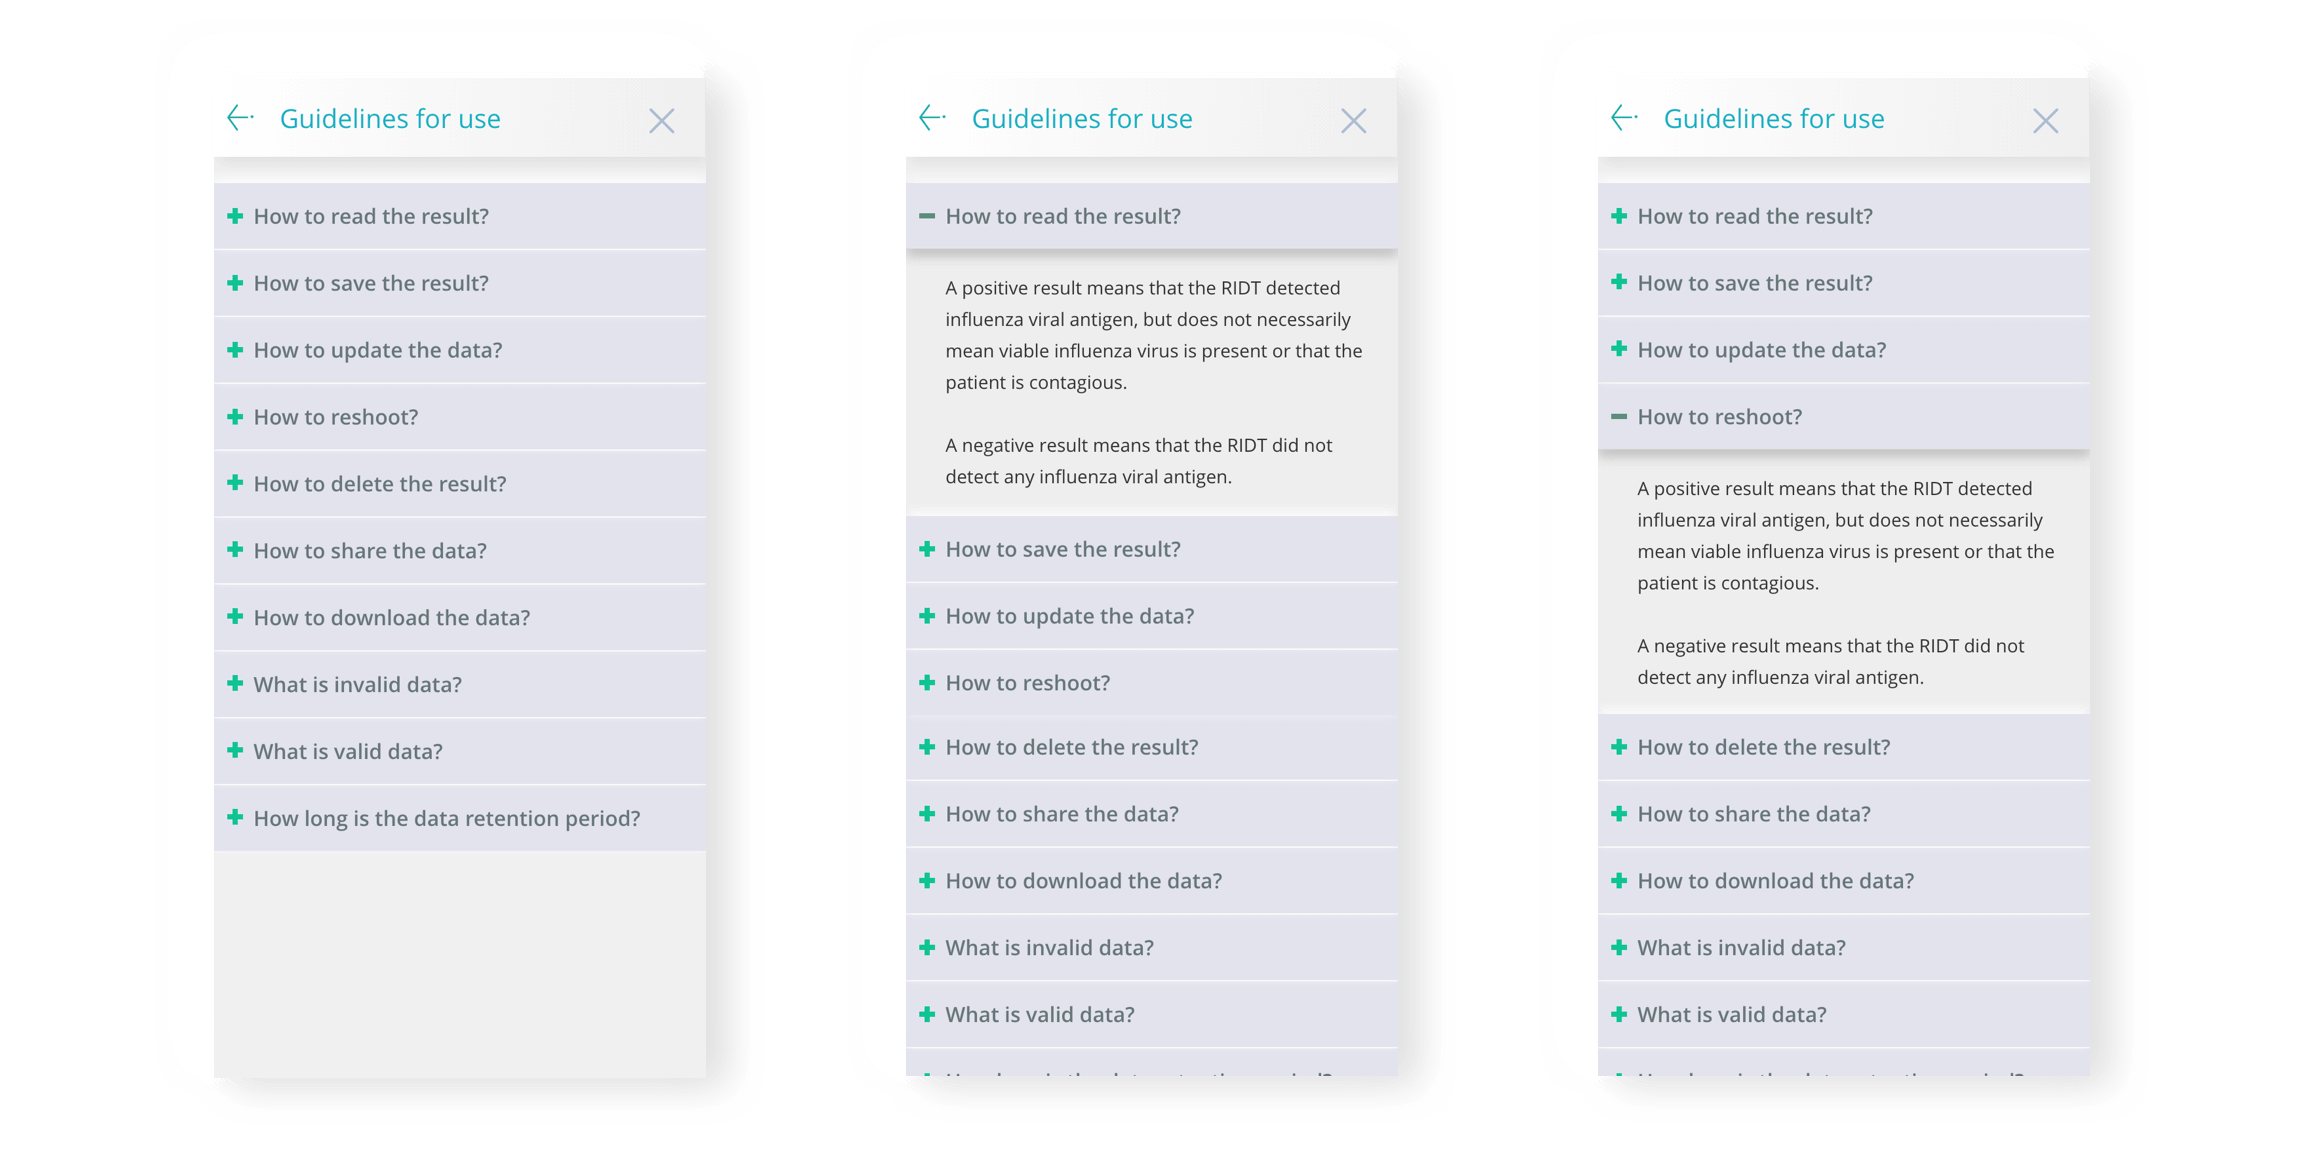 Guidelines for use
How to read the result?
How to save the result?
How to update the data?
How to reshoot?
How to delete the result?
How to share the data?
How to download the data?
What is invalid data?
What is valid data?
How long is the data retention period?
Guidelines for use
How to read the result?
A positive result means that the RIDT detected
influenza viral antigen, but does not necessarily
mean viable influenza virus is present or that the
patient is contagious.
A negative result means that the RIDT did not
detect any influenza viral antigen.
How to save the result?
How to update the data?
How to reshoot?
How to delete the result?
How to share the data?
How to download the data?
What is invalid data?
What is valid data?
Guidelines for use
How to read the result?
How to save the result?
How to update the data?
How to reshoot?
A positive result means that the RIDT detected
influenza viral antigen, but does not necessarily
mean viable influenza virus is present or that the
patient is contagious.
A negative result means that the RIDT did not
detect any influenza viral antigen.
How to delete the result?
How to share the data?
How to download the data?
What is invalid data?
What is valid data?